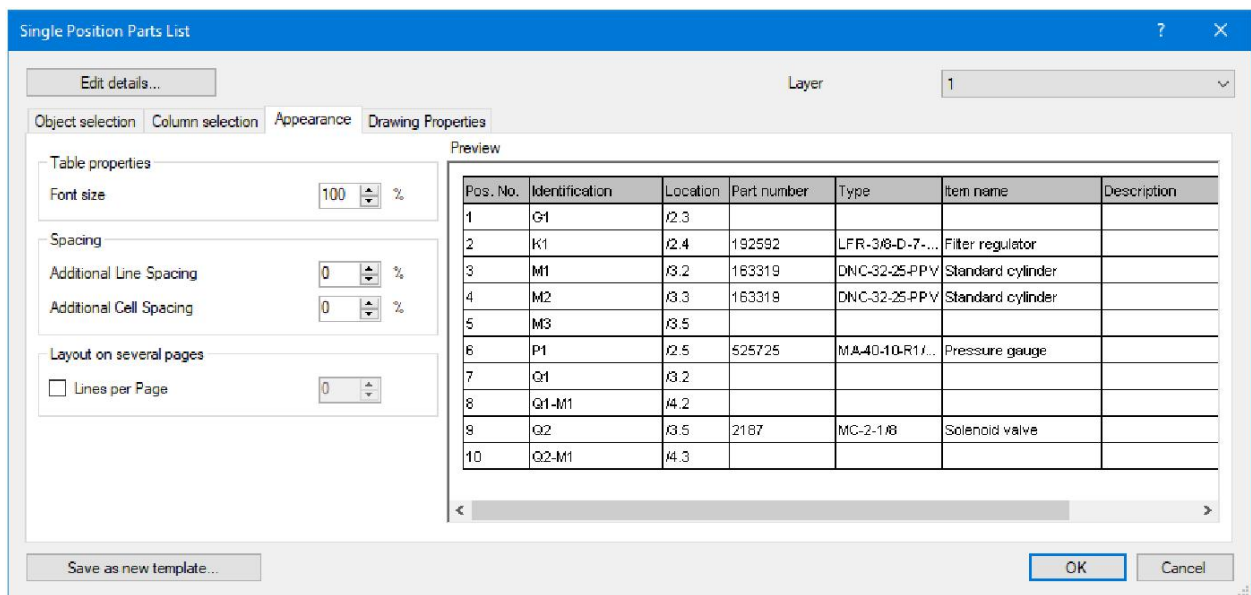 Single Position Parts List ? ×
Edit details... Layer 1
Object selection Column selection Appearance Drawing Properties
Table properties
Font size 100 %
Spacing
Additional Line Spacing 0 %
Additional Cell Spacing 0 %
Layout on several pages
Lines per Page 0
Preview
Pos. No. Identification Location Part number Type Item name Description
1 G1 /2.3
2 K1 /2.4 192592 LFR-3/8-D-7-... Filter regulator
3 M1 /3.2 163319 DNC-32-25-PPV Standard cylinder
4 M2 /3.3 163319 DNC-32-25-PPV Standard cylinder
5 M3 /3.5
6 P1 /2.5 525725 MA-40-10-R1/... Pressure gauge
7 Q1 /3.2
8 Q1-M1 /4.2
9 Q2 /3.5 2187 MC-2-1/8 Solenoid valve
10 Q2-M1 /4.3
Save as new template... OK Cancel